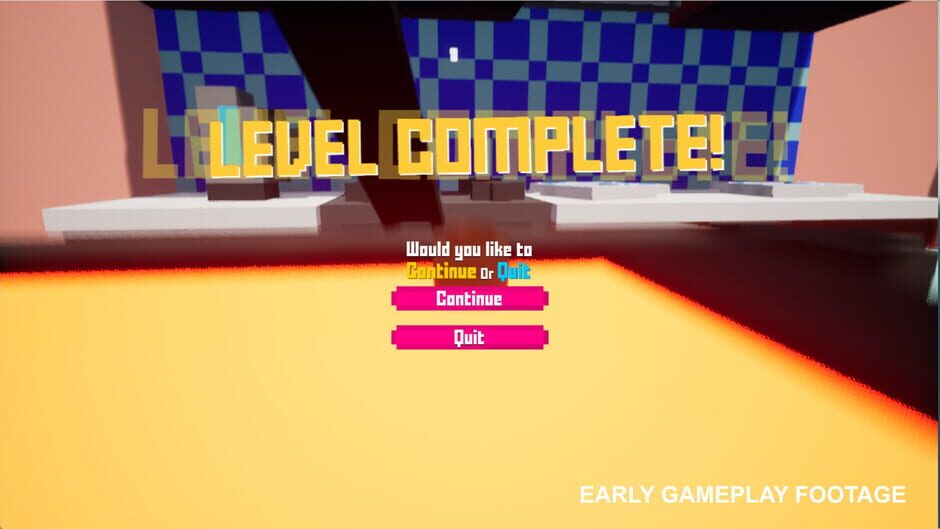 LEVEL COMPLETE!
Would you like to
Continue Or Quit
Continue
Quit
EARLY GAMEPLAY FOOTAGE